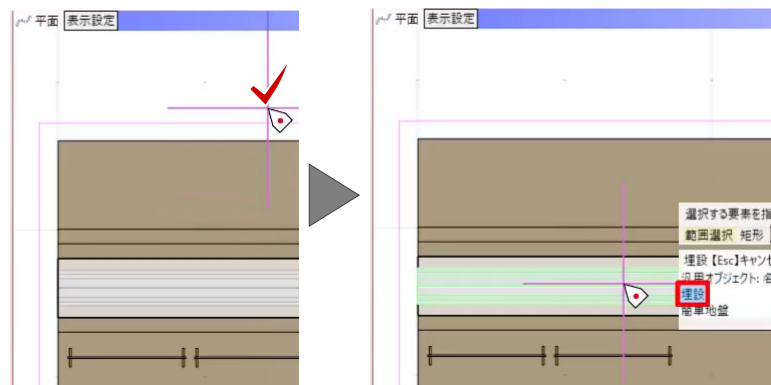 平面 表示設定
平面 表示設定
選択する要素を指
範囲選択 矩形
埋設【Esc】キャンセ
汎用オブジェクト: 名
埋設
簡単地盤